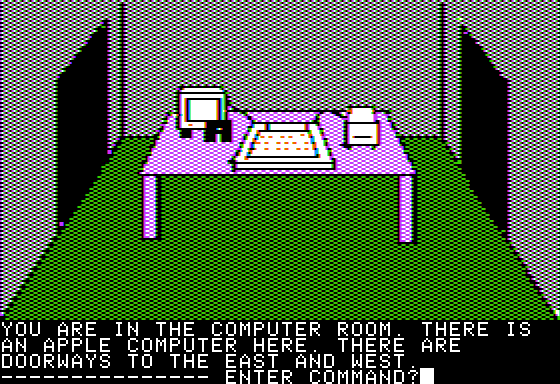 YOU ARE IN THE COMPUTER ROOM. THERE IS
AN APPLE COMPUTER HERE. THERE ARE
DOORWAYS TO THE EAST AND WEST.
---------------- ENTER COMMAND?